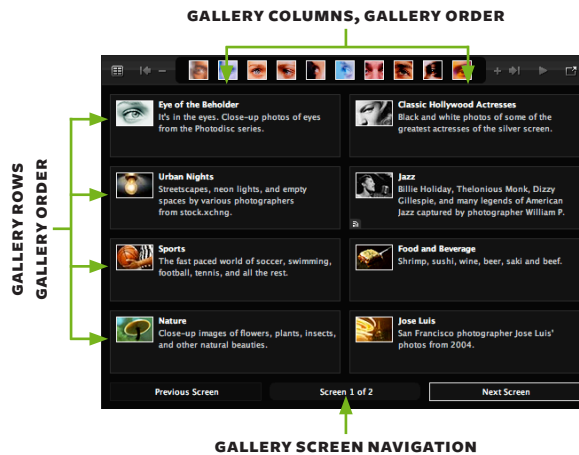 GALLERY COLUMNS, GALLERY ORDER
GALLERY ROWS
GALLERY ORDER
Eye of the Beholder
It's in the eyes. Close-up photos of eyes
from the Photodisc series.
Classic Hollywood Actresses
Black and white photos of some of the
greatest actresses of the silver screen.
Urban Nights
Streetscapes, neon lights, and empty
spaces by various photographers
from stock.xchng.
Jazz
Billie Holiday, Thelonious Monk, Dizzy
Gillespie, and many legends of American
Jazz captured by photographer William P.
Sports
The fast paced world of soccer, swimming,
football, tennis, and all the rest.
Food and Beverage
Shrimp, sushi, wine, beer, saki and beef.
Nature
Close-up images of flowers, plants, insects,
and other natural beauties.
Jose Luis
San Francisco photographer Jose Luis'
photos from 2004.
Previous Screen
Screen 1 of 2
Next Screen
GALLERY SCREEN NAVIGATION